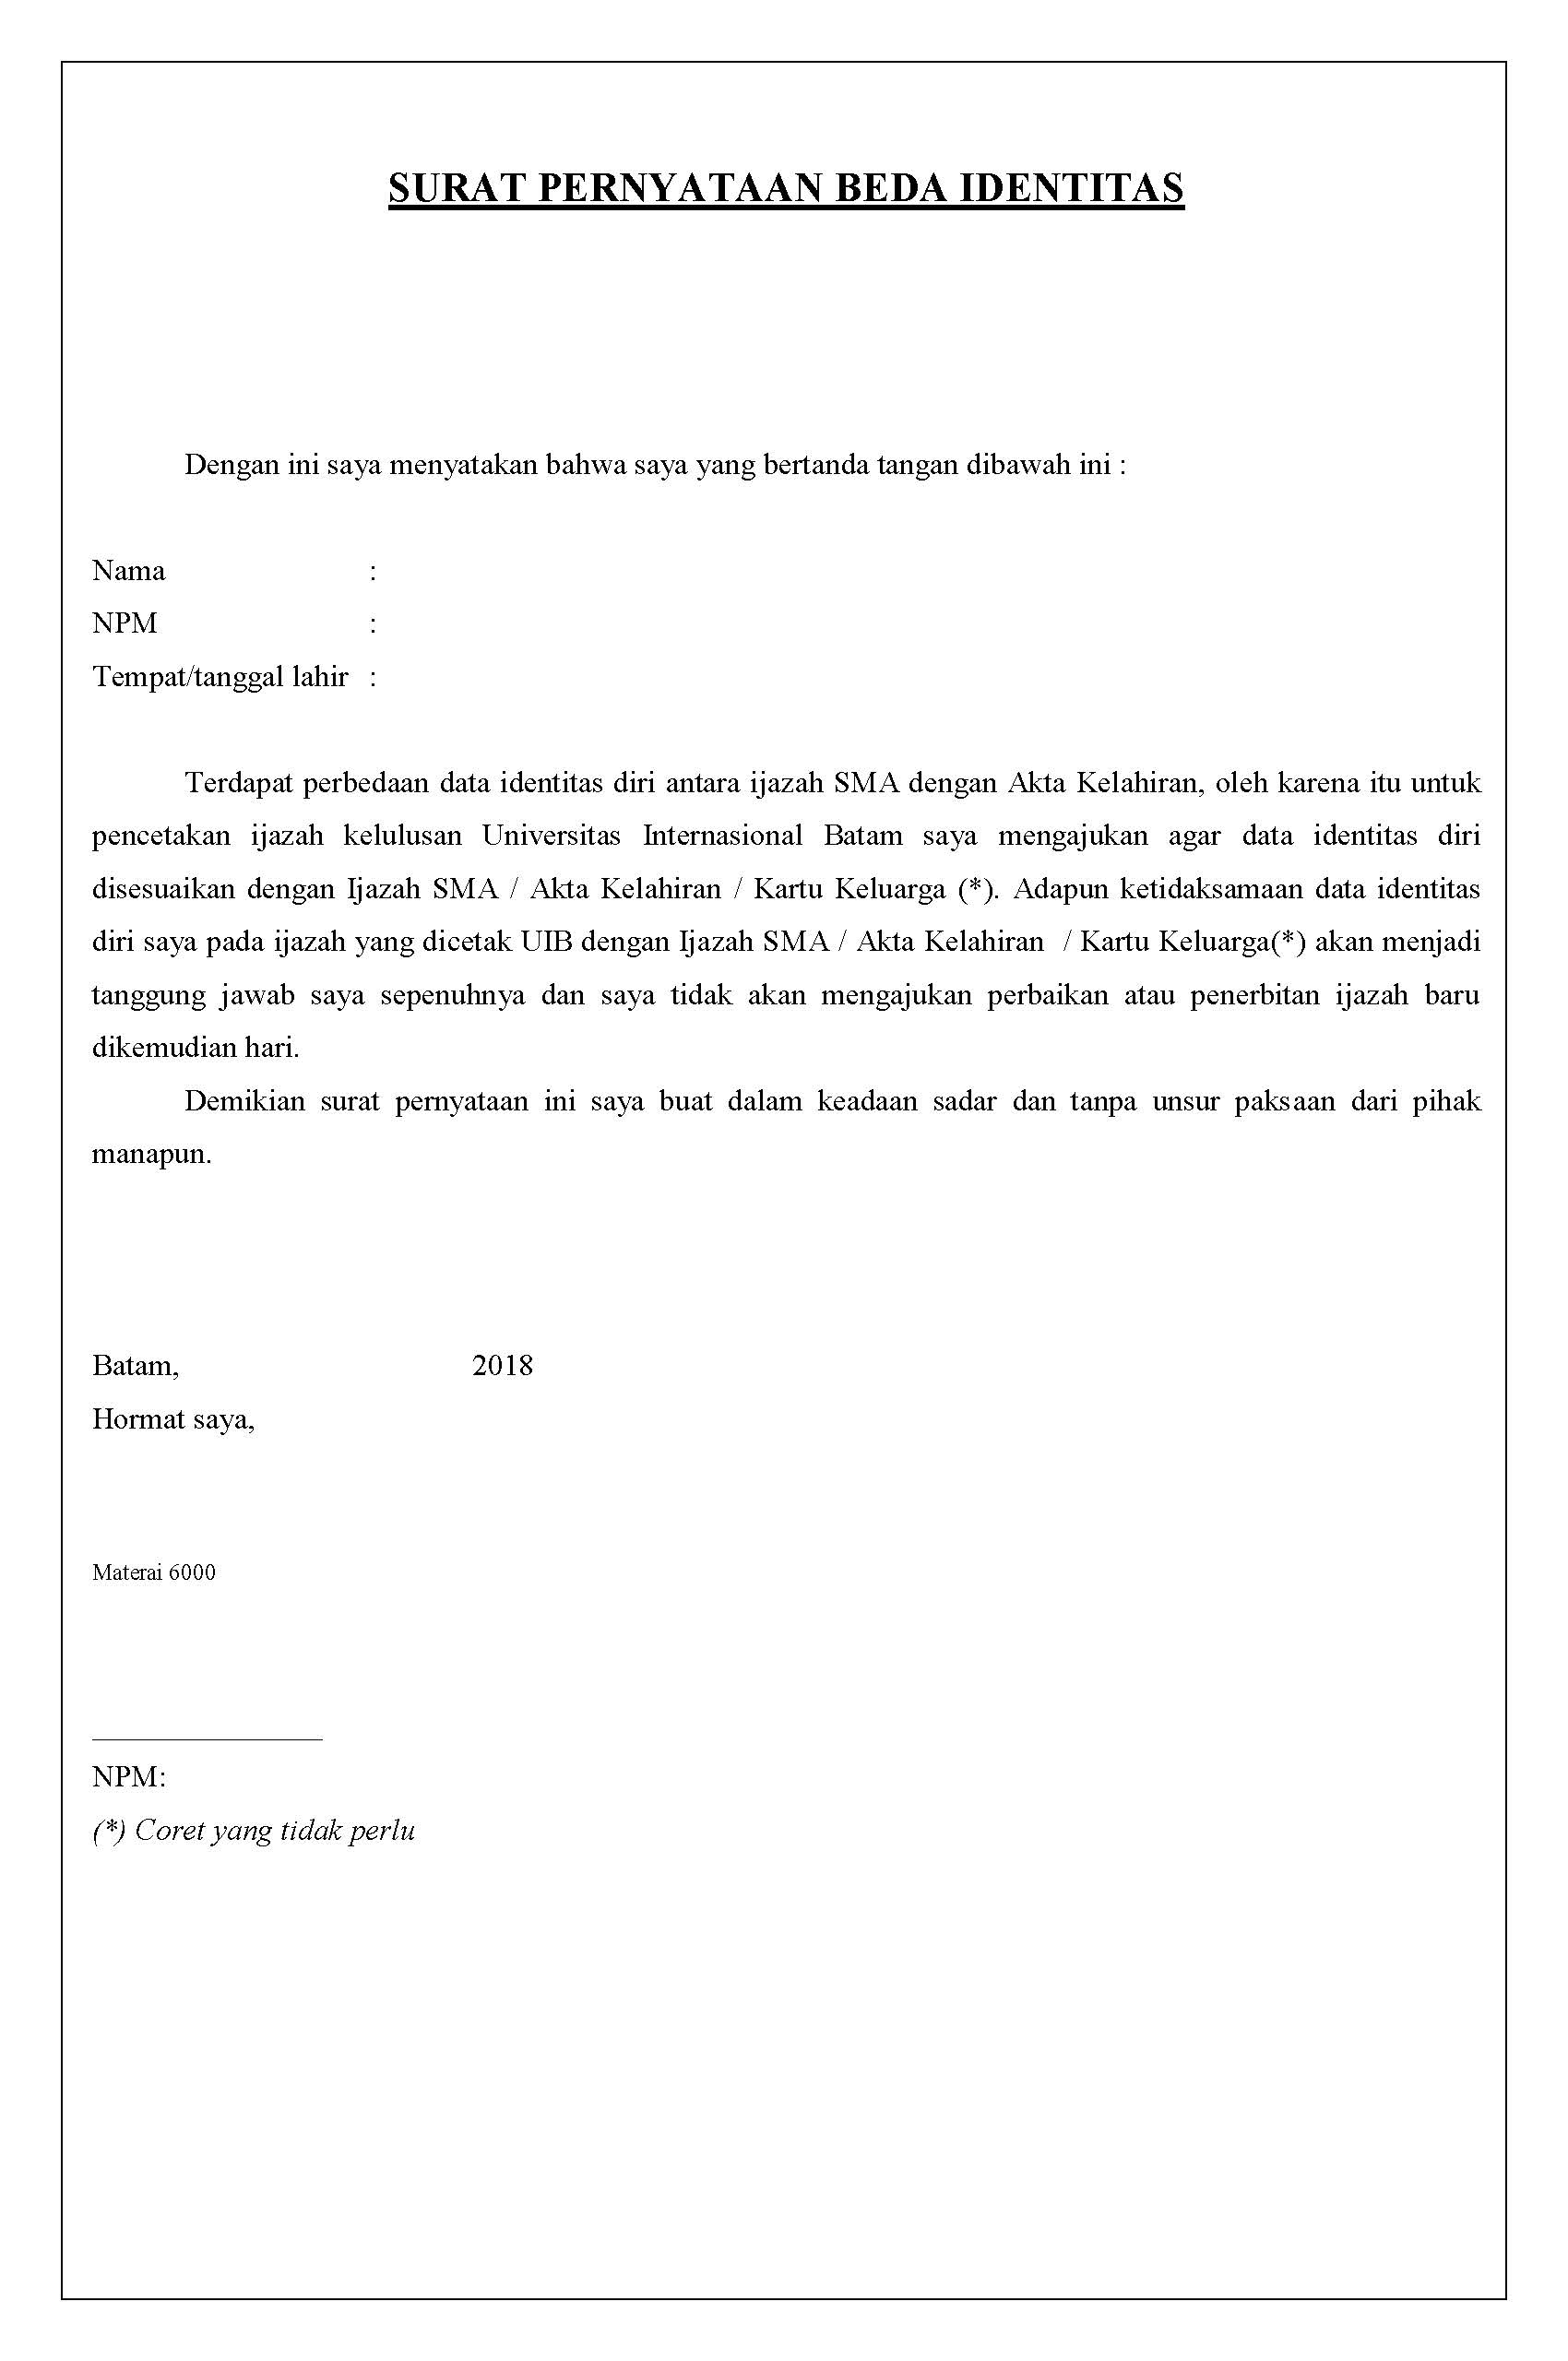 SURAT PERNYATAAN BEDA IDENTITAS
Dengan ini saya menyatakan bahwa saya yang bertanda tangan dibawah ini :
Nama :
NPM :
Tempat/tanggal lahir :
Terdapat perbedaan data identitas diri antara ijazah SMA dengan Akta Kelahiran, oleh karena itu untuk
pencetakan ijazah kelulusan Universitas Internasional Batam saya mengajukan agar data identitas diri
disesuaikan dengan Ijazah SMA / Akta Kelahiran / Kartu Keluarga (*). Adapun ketidaksamaan data identitas
diri saya pada ijazah yang dicetak UIB dengan Ijazah SMA / Akta Kelahiran / Kartu Keluarga(*) akan menjadi
tanggung jawab saya sepenuhnya dan saya tidak akan mengajukan perbaikan atau penerbitan ijazah baru
dikemudian hari.
Demikian surat pernyataan ini saya buat dalam keadaan sadar dan tanpa unsur paksaan dari pihak
manapun.
Batam, 2018
Hormat saya,
Materai 6000
NPM:
(*) Coret yang tidak perlu